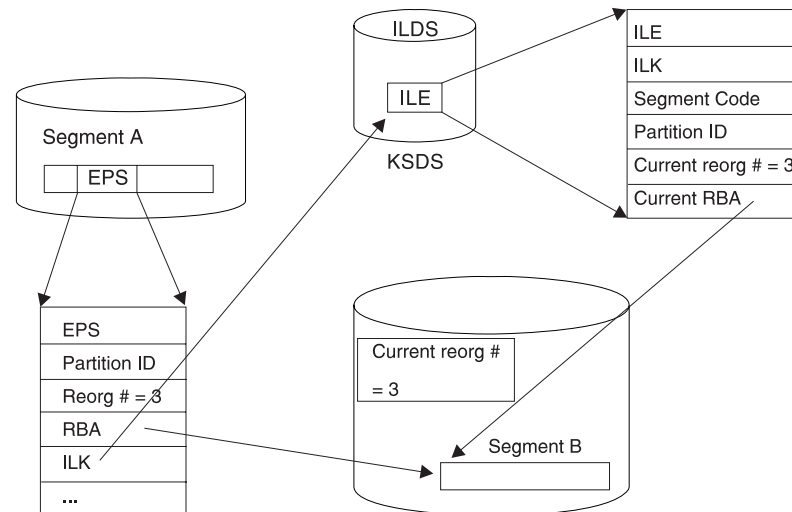 ILDS
ILE
KSDS
ILE
ILK
Segment Code
Partition ID
Current reorg # = 3
Current RBA
Segment A
EPS
EPS
Partition ID
Reorg # = 3
RBA
ILK
...
Current reorg #
= 3
Segment B